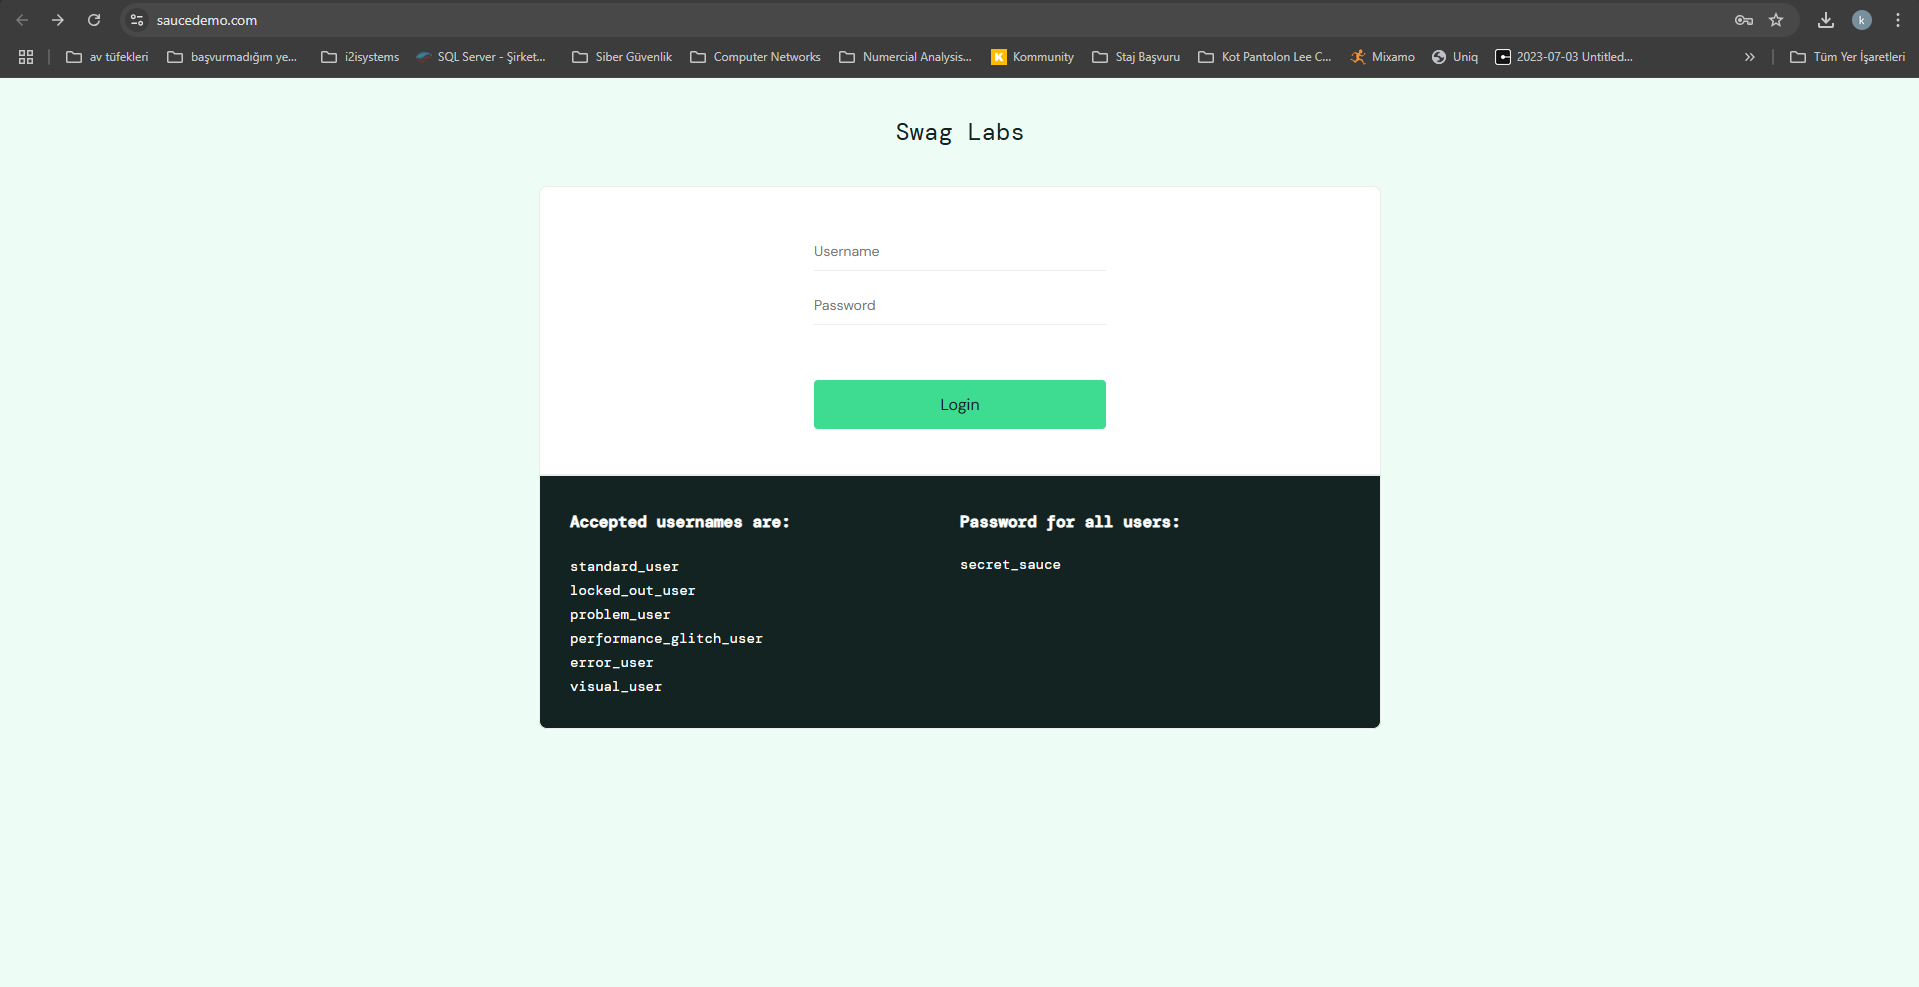 saucedemo.com
k
av tüfekleri başvurmadığım ye... i2isystems SQL Server - Şirket... Siber Güvenlik Computer Networks Numercial Analysis... K Kommunity Staj Başvuru Kot Pantolon Lee C... Mixamo Uniq 2023-07-03 Untitled... Tüm Yer İşaretleri
Swag Labs
Username
Password
Login
Accepted usernames are:
standard_user
locked_out_user
problem_user
performance_glitch_user
error_user
visual_user
Password for all users:
secret_sauce